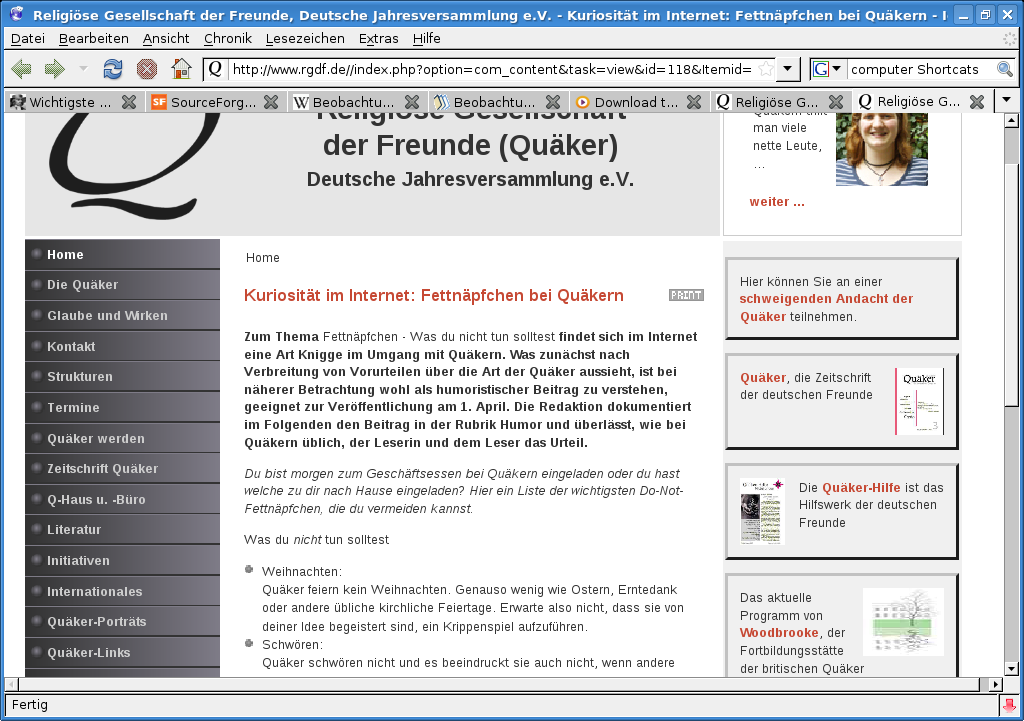 Religiöse Gesellschaft der Freunde, Deutsche Jahresversammlung e.V. - Kuriosität im Internet: Fettnäpfchen bei Quäkern - I
Datei Bearbeiten Ansicht Chronik Lesezeichen Extras Hilfe
Q http://www.rgdf.de//index.php?option=com_content&task=view&id=118&Itemid= G computer Shortcats
Wichtigste ... SF SourceForg... W Beobachtu... Beobachtu... Download t... Q Religiöse G... Q Religiöse G...
Religiöse Gesellschaft
der Freunde (Quäker)
Deutsche Jahresversammlung e.V.
man viele
nette Leute,
...
weiter ...
Home
Die Quäker
Glaube und Wirken
Kontakt
Strukturen
Termine
Quäker werden
Zeitschrift Quäker
Q-Haus u. -Büro
Literatur
Initiativen
Internationales
Quäker-Porträts
Quäker-Links
Home
Kuriosität im Internet: Fettnäpfchen bei Quäkern PRINT
Zum Thema Fettnäpfchen - Was du nicht tun solltest findet sich im Internet
eine Art Knigge im Umgang mit Quäkern. Was zunächst nach
Verbreitung von Vorurteilen über die Art der Quäker aussieht, ist bei
näherer Betrachtung wohl als humoristischer Beitrag zu verstehen,
geeignet zur Veröffentlichung am 1. April. Die Redaktion dokumentiert
im Folgenden den Beitrag in der Rubrik Humor und überlässt, wie bei
Quäkern üblich, der Leserin und dem Leser das Urteil.
Du bist morgen zum Geschäftsessen bei Quäkern eingeladen oder du hast
welche zu dir nach Hause eingeladen? Hier ein Liste der wichtigsten Do-Not-
Fettnäpfchen, die du vermeiden kannst.
Was du nicht tun solltest
Weihnachten:
Quäker feiern kein Weihnachten. Genauso wenig wie Ostern, Erntedank
oder andere übliche kirchliche Feiertage. Erwarte also nicht, dass sie von
deiner Idee begeistert sind, ein Krippenspiel aufzuführen.
Schwören:
Quäker schwören nicht und es beeindruckt sie auch nicht, wenn andere
Hier können Sie an einer
schweigenden Andacht der
Quäker teilnehmen.
Quäker, die Zeitschrift
der deutschen Freunde
Quäker
3
Die Quäker-Hilfe ist das
Hilfswerk der deutschen
Freunde
Das aktuelle
Programm von
Woodbrooke, der
Fortbildungsstätte
der britischen Quäker
Fertig